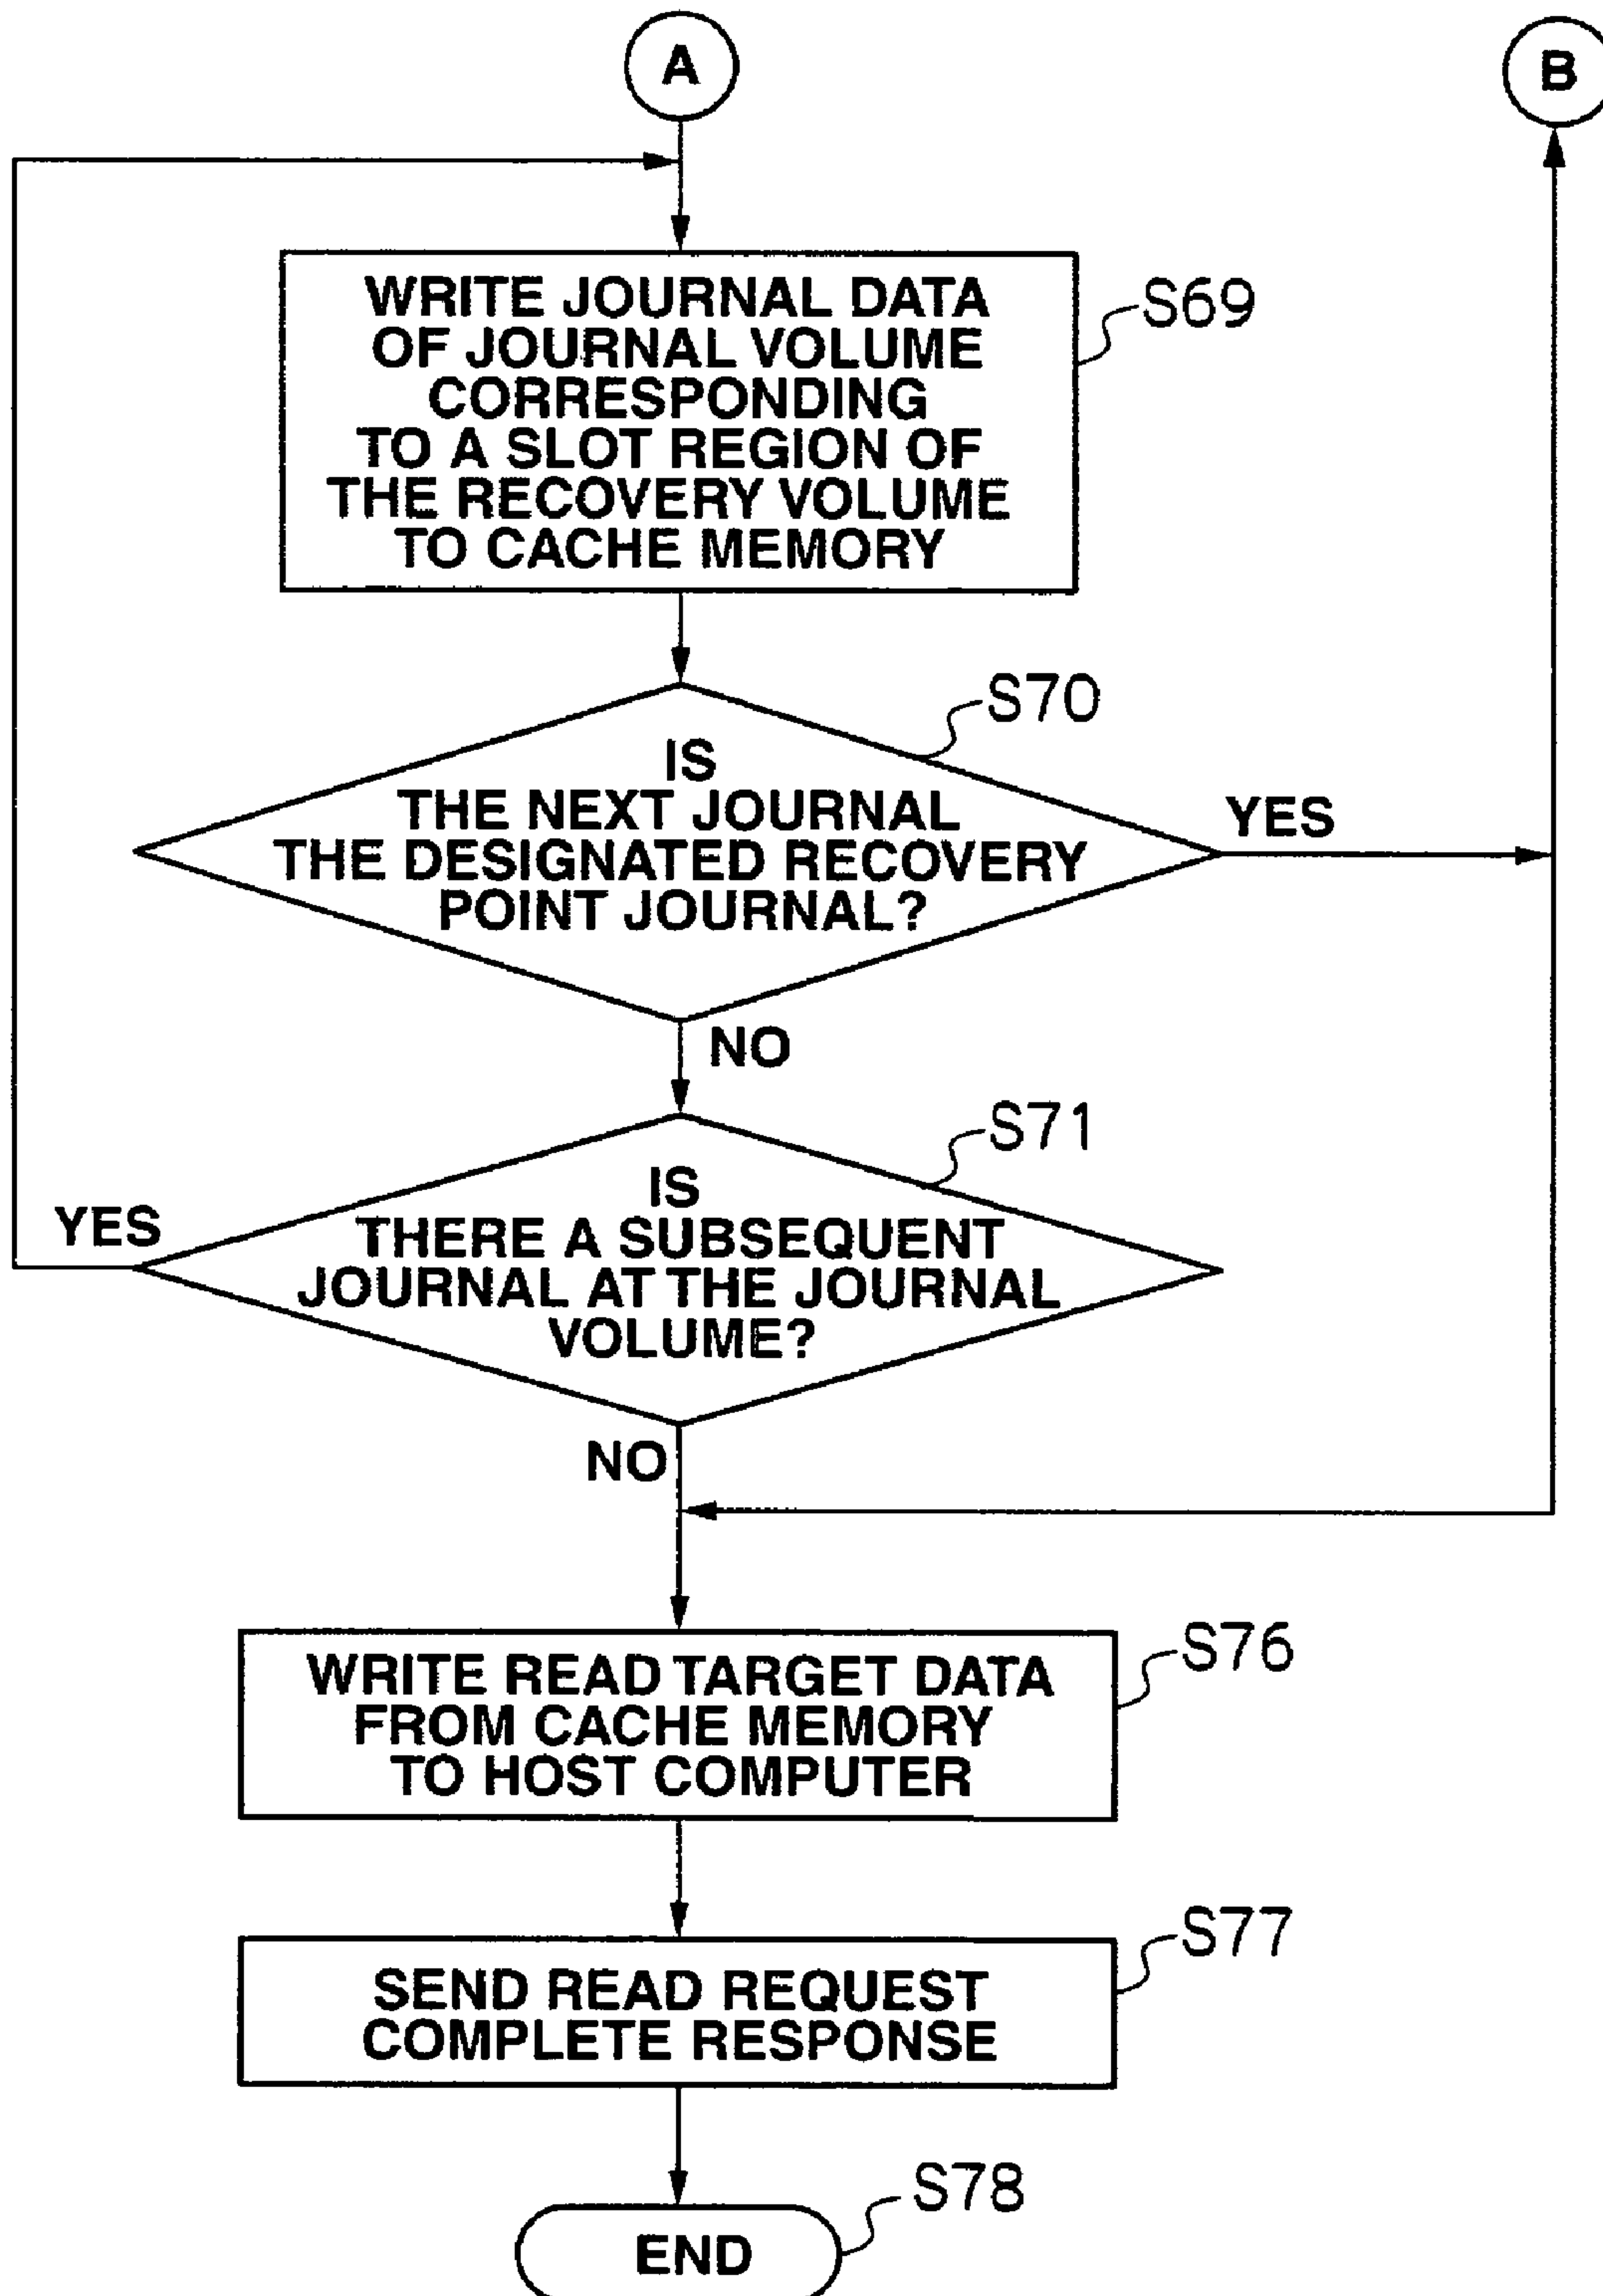 A
B
WRITE JOURNAL DATA
OF JOURNAL VOLUME
CORRESPONDING
TO A SLOT REGION OF
THE RECOVERY VOLUME
TO CACHE MEMORY
S69
S70
IS
THE NEXT JOURNAL
THE DESIGNATED RECOVERY
POINT JOURNAL?
YES
NO
S71
IS
THERE A SUBSEQUENT
JOURNAL AT THE JOURNAL
VOLUME?
YES
NO
S76
WRITE READ TARGET DATA
FROM CACHE MEMORY
TO HOST COMPUTER
S77
SEND READ REQUEST
COMPLETE RESPONSE
S78
END